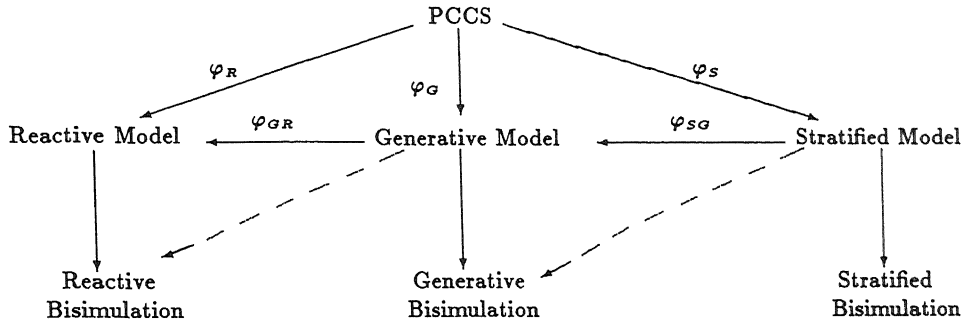 PCCS
φR
φG
φS
φGR
φSG
Reactive Model
Generative Model
Stratified Model
Reactive
Bisimulation
Generative
Bisimulation
Stratified
Bisimulation